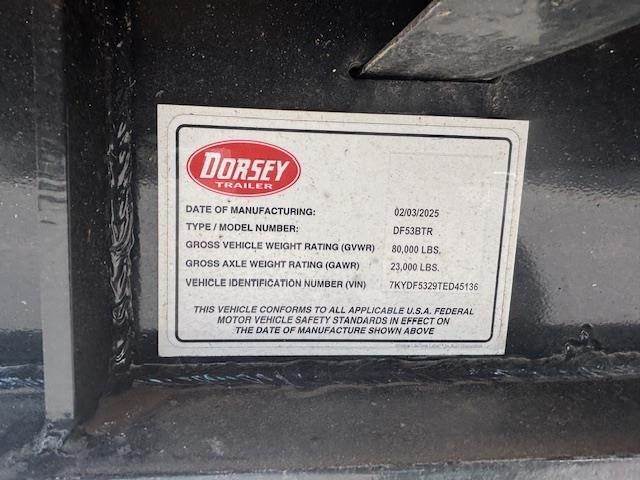 DORSEY
TRAILER
DATE OF MANUFACTURING: 02/03/2025
TYPE / MODEL NUMBER: DF53BTR
GROSS VEHICLE WEIGHT RATING (GVWR) 80,000 LBS.
GROSS AXLE WEIGHT RATING (GAWR) 23,000 LBS.
VEHICLE IDENTIFICATION NUMBER (VIN) 7KYDF5329TED45136
THIS VEHICLE CONFORMS TO ALL APPLICABLE U.S.A. FEDERAL
MOTOR VEHICLE SAFETY STANDARDS IN EFFECT ON
THE DATE OF MANUFACTURE SHOWN ABOVE